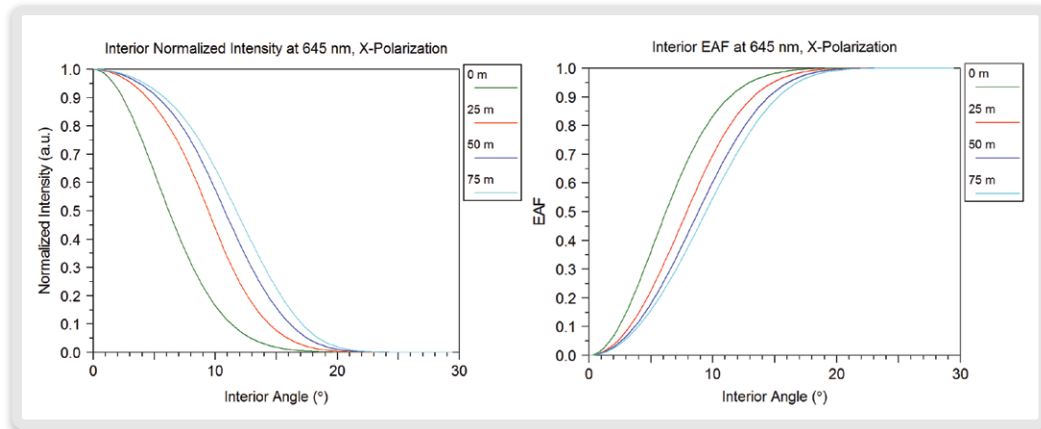 Interior Normalized Intensity at 645 nm, X-Polarization
1.0
0.9
0.8
0.7
0.6
0.5
0.4
0.3
0.2
0.1
0.0
Normalized Intensity (a.u.)
0
10
20
30
Interior Angle (°)
0 m
25 m
50 m
75 m
Interior EAF at 645 nm, X-Polarization
1.0
0.9
0.8
0.7
0.6
0.5
0.4
0.3
0.2
0.1
0.0
EAF
0
10
20
30
Interior Angle (°)
0 m
25 m
50 m
75 m